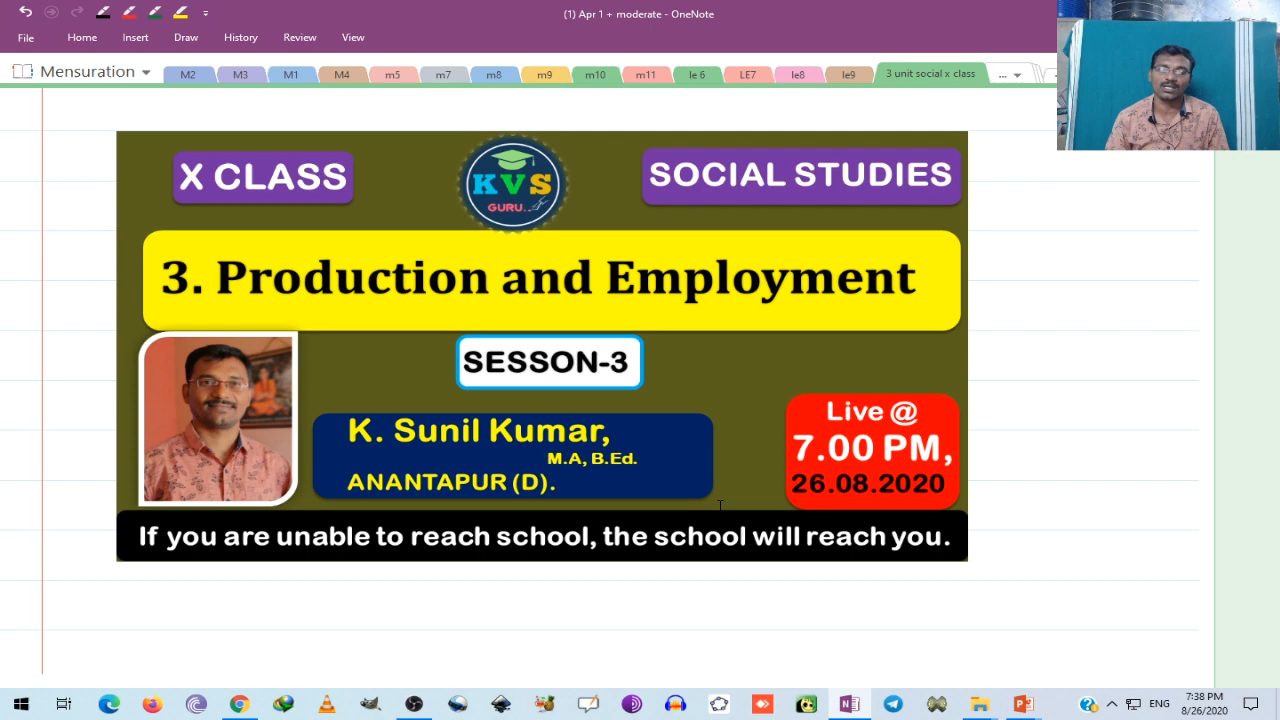 (1) Apr 1 + moderate - OneNote
File Home Insert Draw History Review View
Mensuration M2 M3 M1 M4 m5 m7 m8 m9 m10 m11 le 6 LE7 le8 le9 3 unit social x class ...
X CLASS
KVS
GURU..
SOCIAL STUDIES
3. Production and Employment
SESSON-3
K. Sunil Kumar,
M.A, B.Ed.
ANANTAPUR (D).
Live @
7.00 PM,
26.08.2020
If you are unable to reach school, the school will reach you.
7:38 PM
8/26/2020